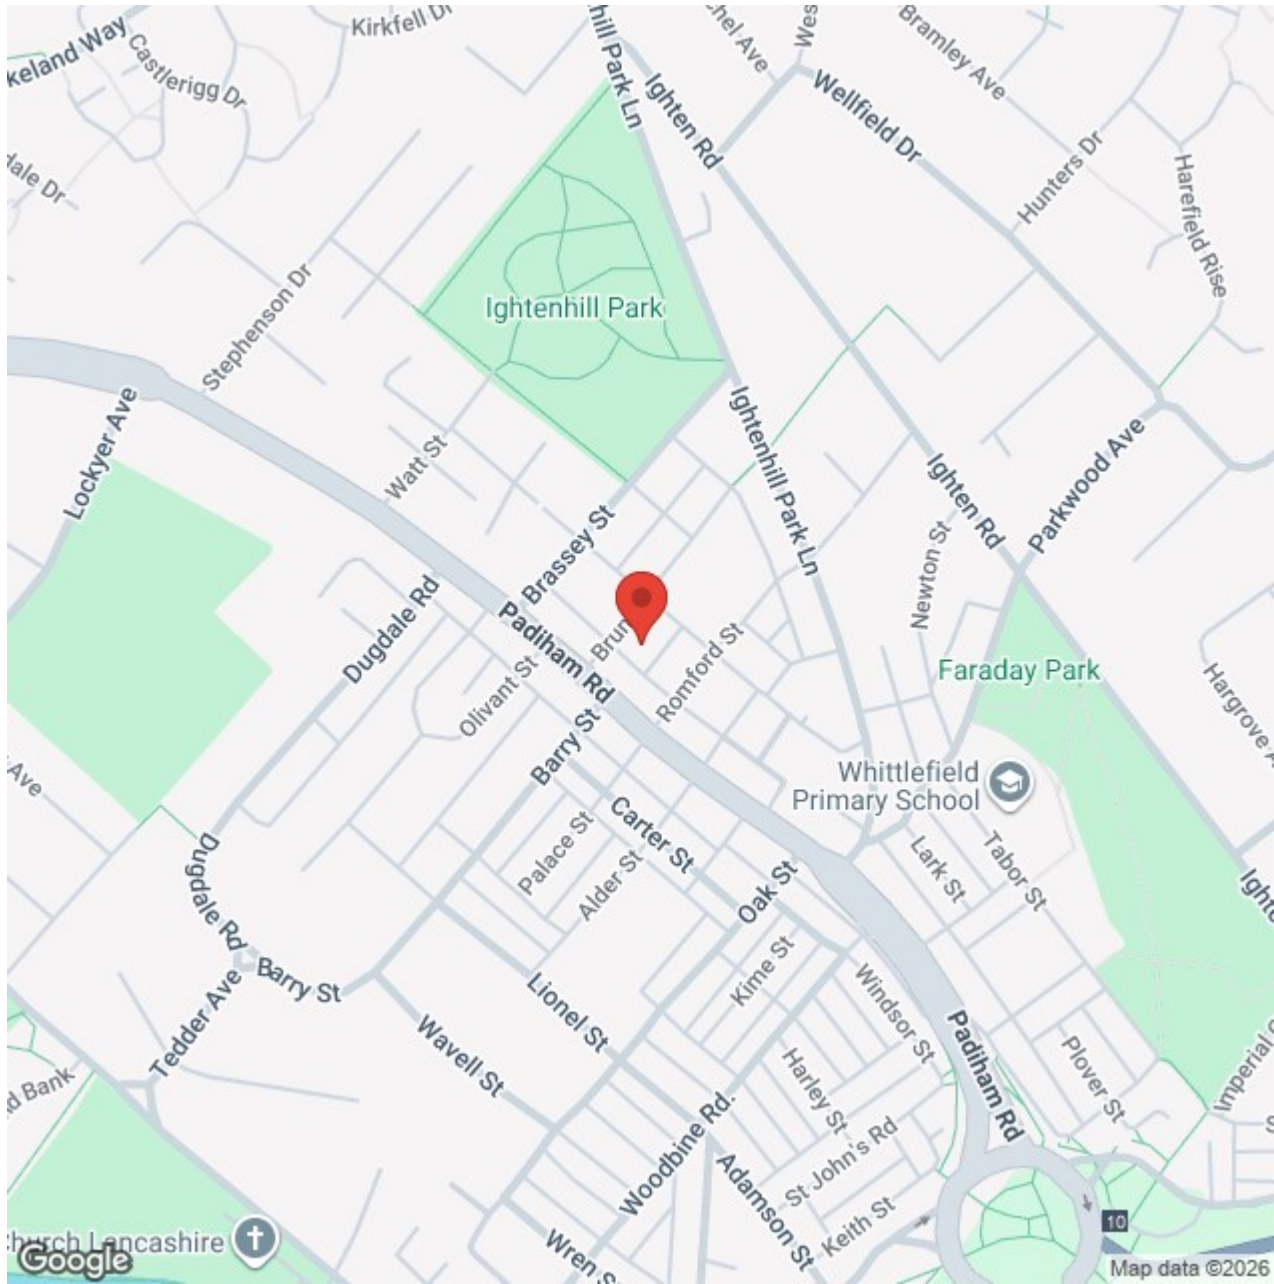 Kirkfell Dr
keland Way
Castlerigg Dr
dale Dr
hill Park Ln
Ighten Rd
chel Ave
Wes
Bramley Ave
Wellfield Dr
Hunters Dr
Harefield Rise
Ightenhill Park
Stephenson Dr
Lockyer Ave
Watt St
Ightenhill Park Ln
Ighten Rd
Parkwood Ave
Brassey St
Newton St
Dugdale Rd
Padiham Rd
Brun
Olivant St
Romford St
Faraday Park
Hargrove A
Barry St
Whittlefield
Primary School
Ave
Palace St
Carter St
Alder St
Oak St
Lark St
Tabor St
Ighte
Dugdale Rd
Barry St
Tedder Ave
Kime St
Lionel St
Windsor St
Wavell St
Padiham Rd
Plover St
Imperial
d Bank
Harley St
Woodbine Rd.
Adamson St
St John's Rd
Keith St
Wren S
S
10
Church Lancashire
Google
Map data ©2026